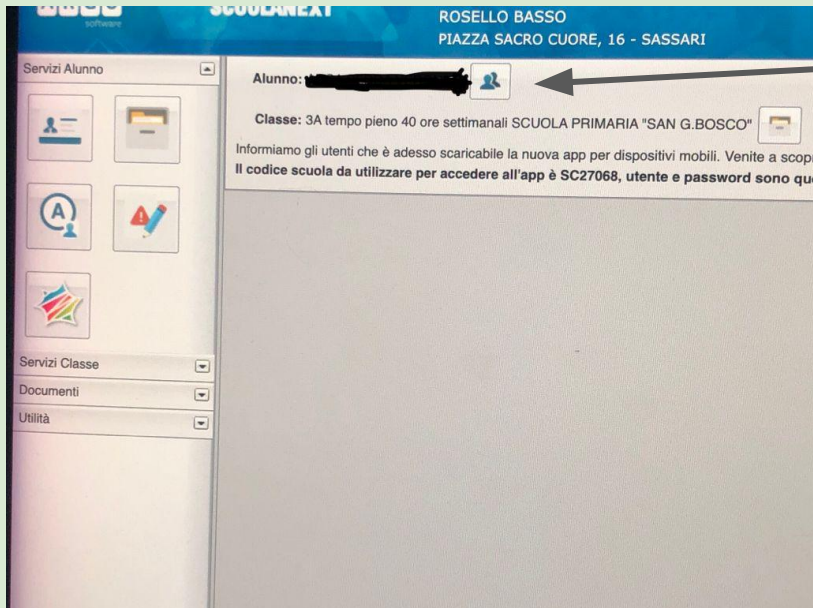 software
SCUOLANEXT
ROSELLO BASSO
PIAZZA SACRO CUORE, 16 - SASSARI
Servizi Alunno
Alunno:
Classe: 3A tempo pieno 40 ore settimanali SCUOLA PRIMARIA "SAN G.BOSCO"
Informiamo gli utenti che è adesso scaricabile la nuova app per dispositivi mobili. Venite a scop
Il codice scuola da utilizzare per accedere all'app è SC27068, utente e password sono qu
A
Servizi Classe
Documenti
Utilità